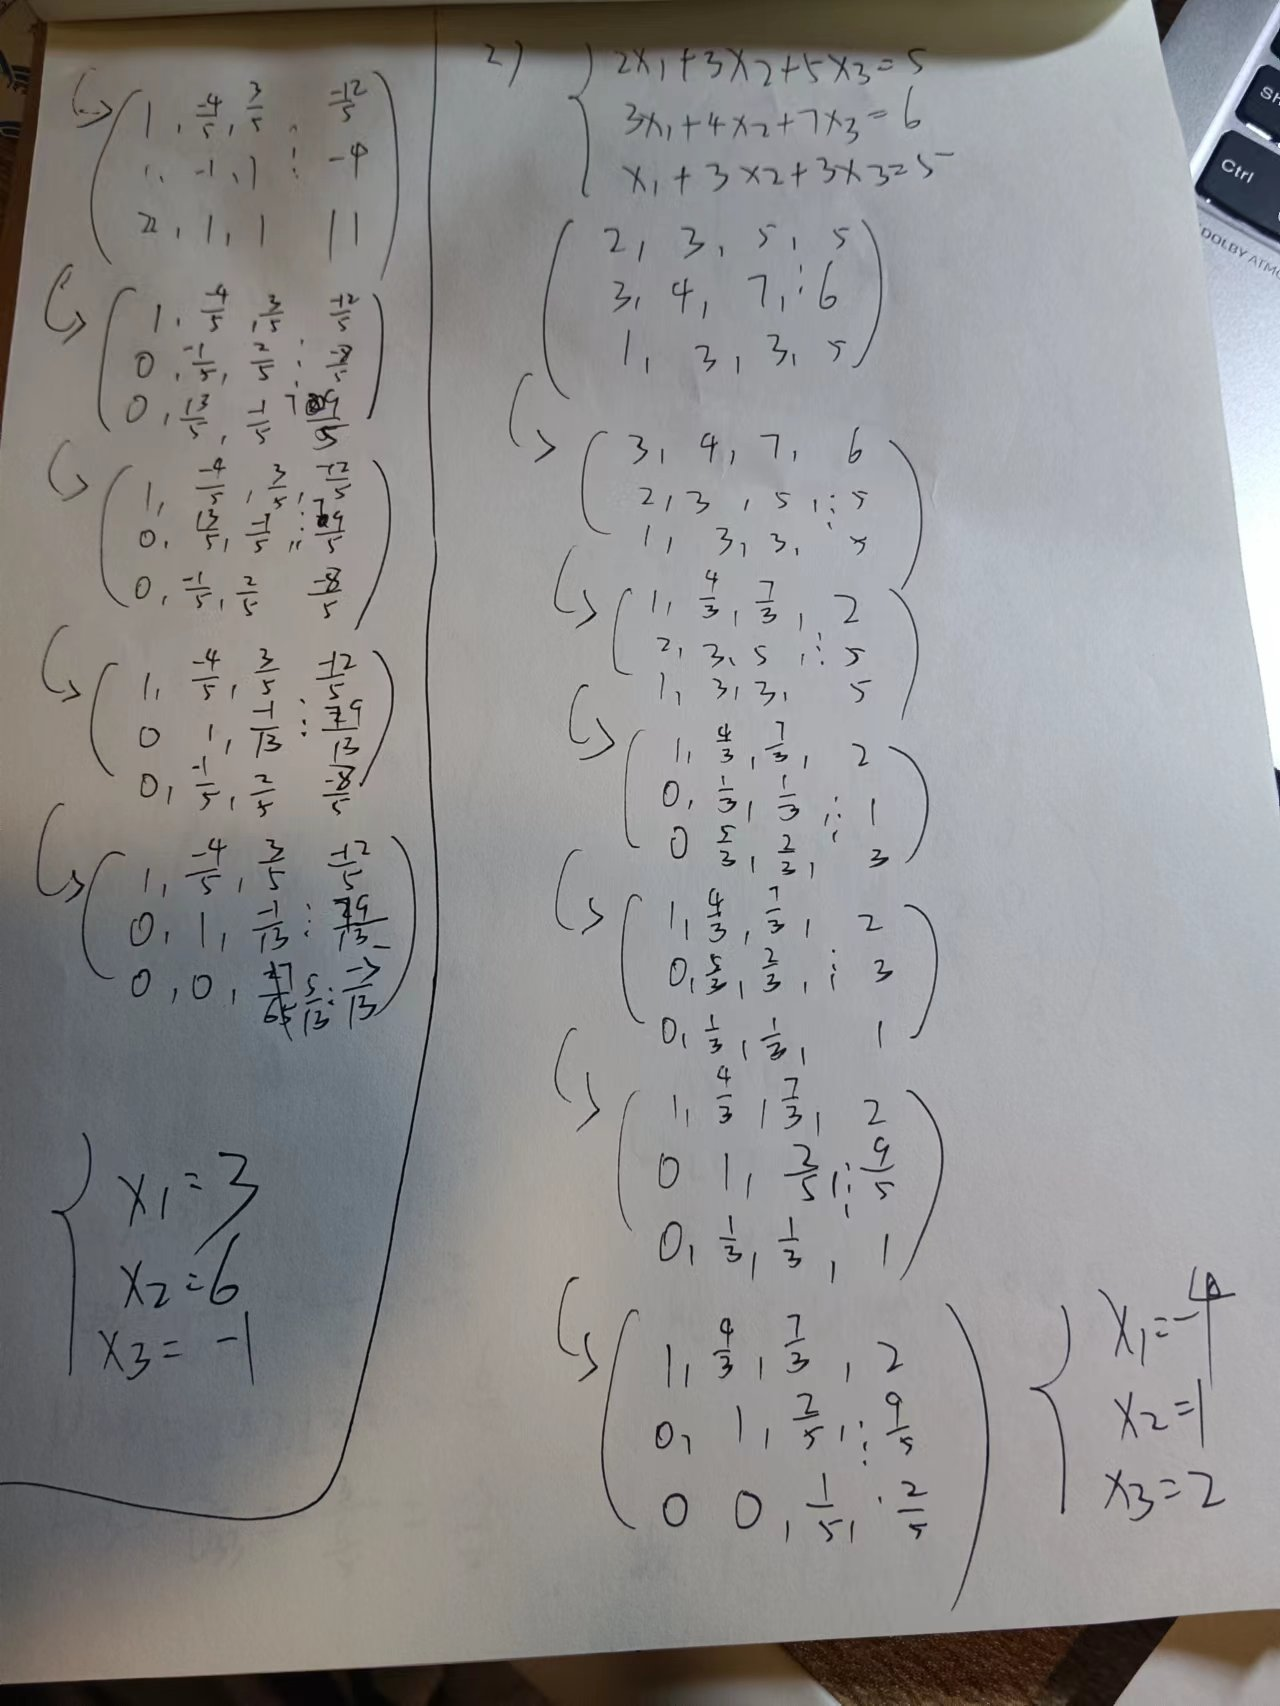 1, -4/5, 3/5, -12/5
1, -1, 1 ⋮ -4
2, 1, 1 11
1, -4/5, 3/5 -12/5
0, -1/5, 2/5 ⋮ -8/5
0, 13/5, -1/5
1, -4/5, 3/5, -12/5
0, 13/5, -1/5, ⋮
0, -1/5, 2/5 -8/5
1, -4/5, 3/5 -12/5
0 1, -1/13 ⋮ 79/13
0, -1/5, 2/5 -8/5
1, -4/5, 3/5 -12/5
0, 1, -1/13 ⋮ 79/13
0, 0, 5/13 ⋮ -5/13
x1=3
x2=6
x3=-1
2)
2x1+3x2+5x3=5
3x1+4x2+7x3=6
x1+3x2+3x3=5
2, 3, 5, 5
3, 4, 7, ⋮ 6
1, 3, 3, 5
3, 4, 7, 6
2, 3, 5, ⋮ 5
1, 3, 3, 5
1, 4/3, 7/3, 2
2, 3, 5, ⋮ 5
1, 3, 3, 5
1, 4/3, 7/3, 2
0, 1/3, 1/3, ⋮ 1
0 5/3, 2/3, 3
1, 4/3, 7/3, 2
0, 5/3, 2/3, ⋮ 3
0, 1/3, 1/3, 1
1, 4/3, 7/3, 2
0 1, 2/5, ⋮ 9/5
0, 1/3, 1/3, 1
1, 4/3, 7/3, 2
0, 1, 2/5, ⋮ 9/5
0 0, 1/5, 2/5
x1=-4
x2=1
x3=2
Ctrl
DOLBY